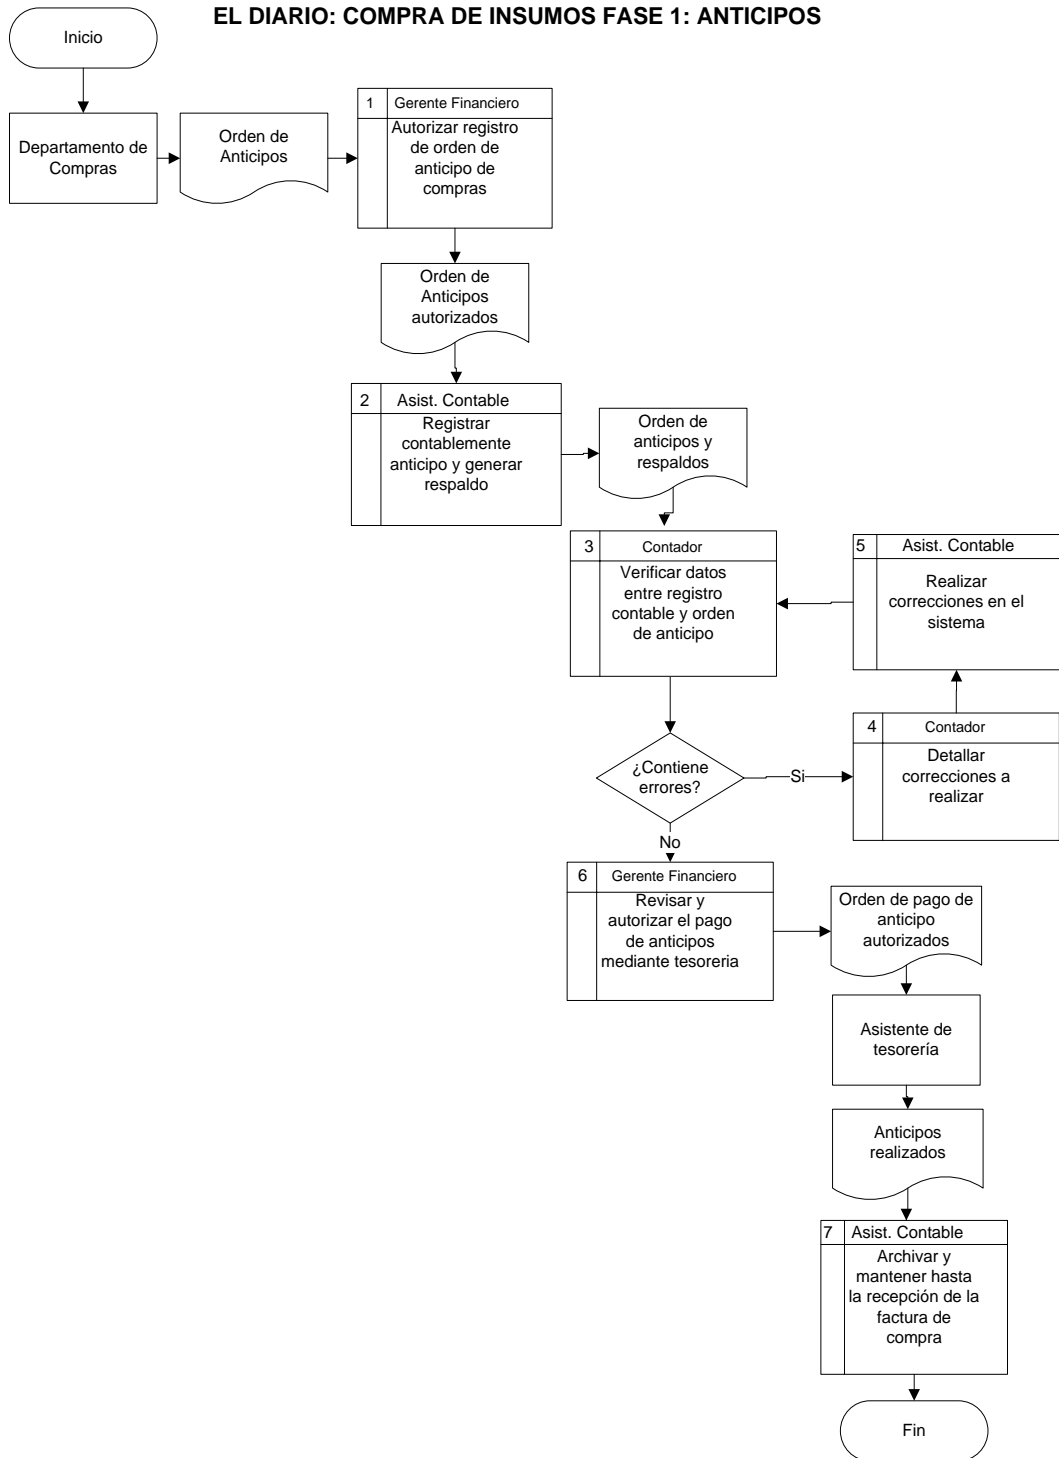 EL DIARIO: COMPRA DE INSUMOS FASE 1: ANTICIPOS
Inicio
Departamento de
Compras
Orden de
Anticipos
1 Gerente Financiero
Autorizar registro
de orden de
anticipo de
compras
Orden de
Anticipos
autorizados
2 Asist. Contable
Registrar
contablemente
anticipo y generar
respaldo
Orden de
anticipos y
respaldos
3 Contador
Verificar datos
entre registro
contable y orden
de anticipo
5 Asist. Contable
Realizar
correcciones en el
sistema
¿Contiene
errores?
Si
4 Contador
Detallar
correcciones a
realizar
No
6 Gerente Financiero
Revisar y
autorizar el pago
de anticipos
mediante tesoreria
Orden de pago de
anticipo
autorizados
Asistente de
tesorería
Anticipos
realizados
7 Asist. Contable
Archivar y
mantener hasta
la recepción de la
factura de
compra
Fin